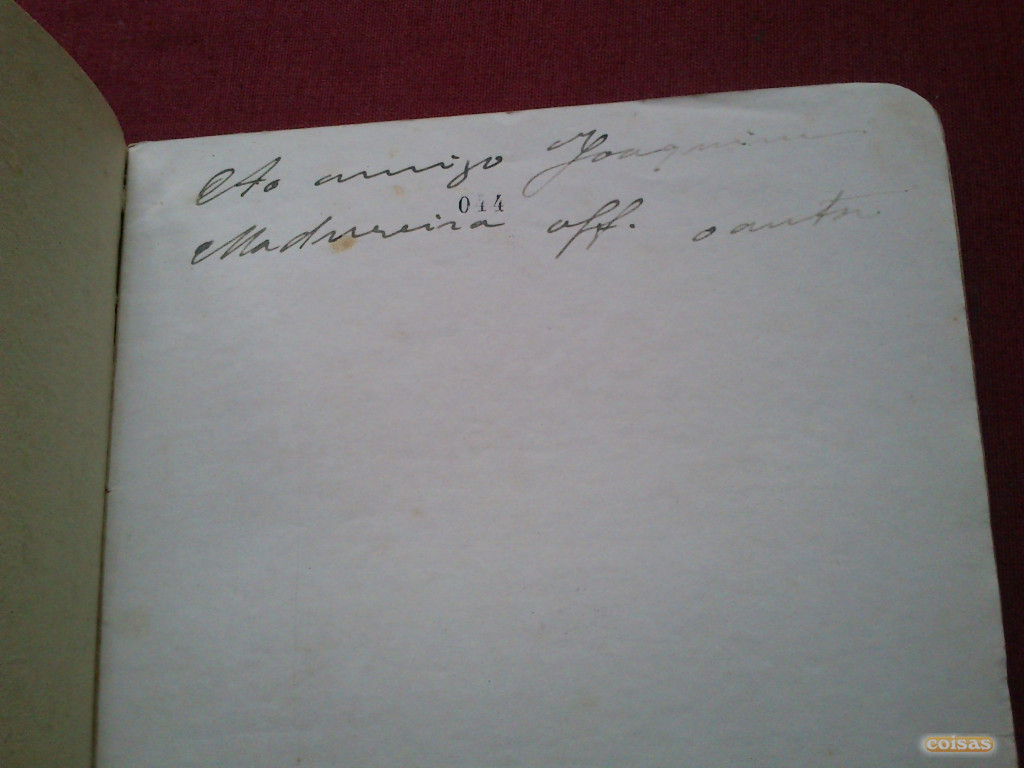 Ao amigo Joaquim
014
Madureira off. o autor
coisas